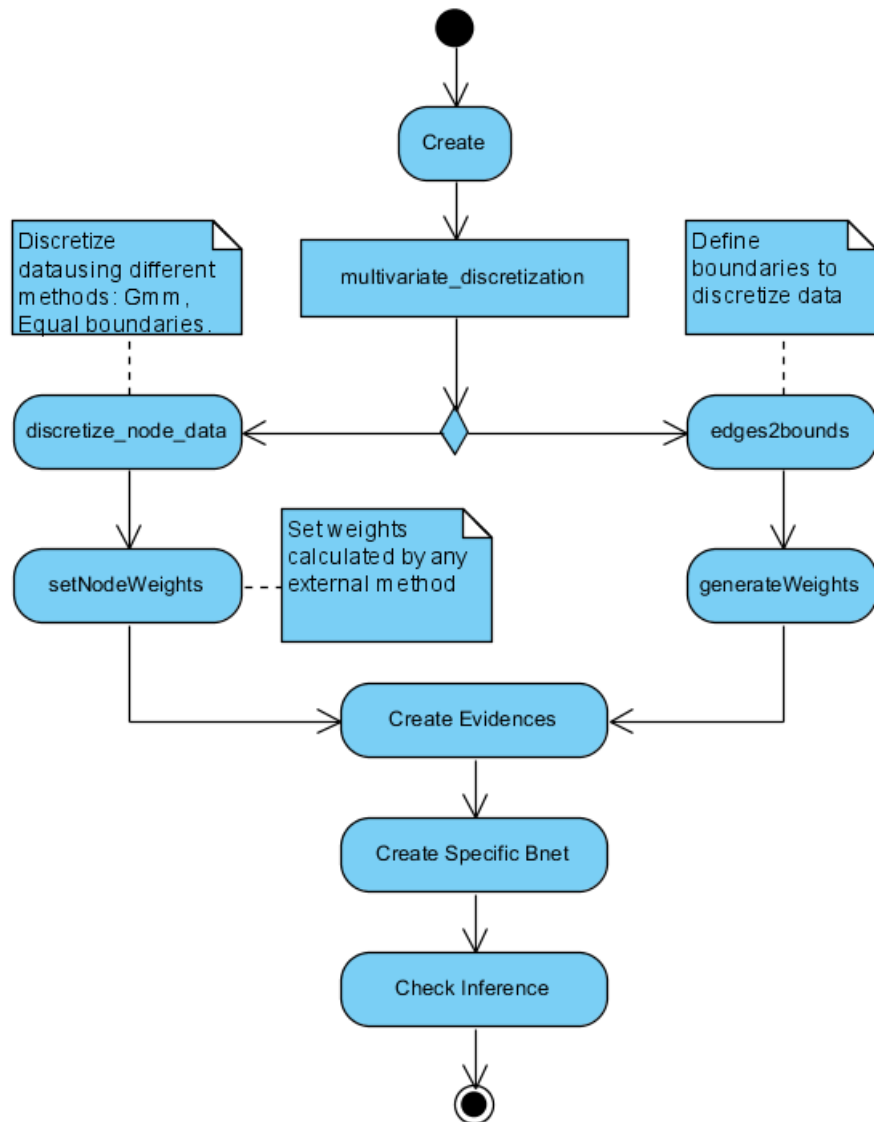 Create
multivariate_discretization
Discretize
datausing different
methods: Gmm,
Equal boundaries.
Define
boundaries to
discretize data
discretize_node_data
edges2bounds
setNodeWeights
Set weights
calculated by any
external method
generateWeights
Create Evidences
Create Specific Bnet
Check Inference